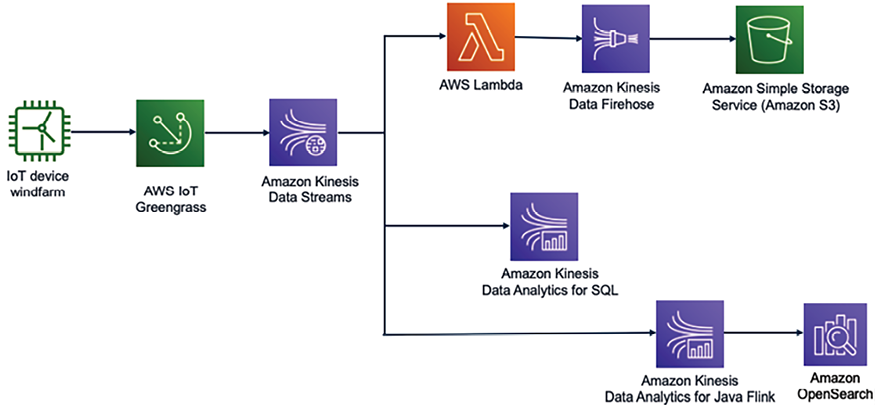 IoT device
windfarm
AWS IoT
Greengrass
Amazon Kinesis
Data Streams
AWS Lambda
Amazon Kinesis
Data Firehose
Amazon Simple Storage
Service (Amazon S3)
Amazon Kinesis
Data Analytics for SQL
Amazon Kinesis
Data Analytics for Java Flink
Amazon
OpenSearch